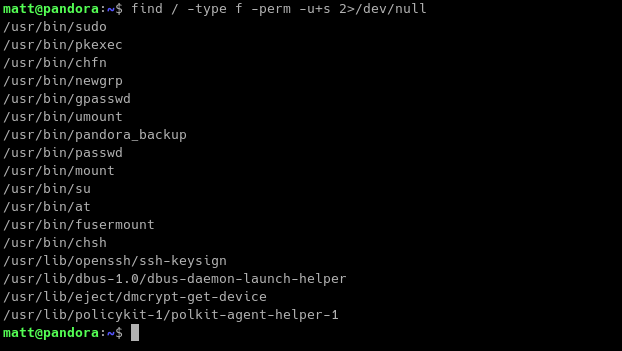 matt@pandora:~$ find / -type f -perm -u+s 2>/dev/null
/usr/bin/sudo
/usr/bin/pkexec
/usr/bin/chfn
/usr/bin/newgrp
/usr/bin/gpasswd
/usr/bin/umount
/usr/bin/pandora_backup
/usr/bin/passwd
/usr/bin/mount
/usr/bin/su
/usr/bin/at
/usr/bin/fusermount
/usr/bin/chsh
/usr/lib/openssh/ssh-keysign
/usr/lib/dbus-1.0/dbus-daemon-launch-helper
/usr/lib/eject/dmcrypt-get-device
/usr/lib/policykit-1/polkit-agent-helper-1
matt@pandora:~$